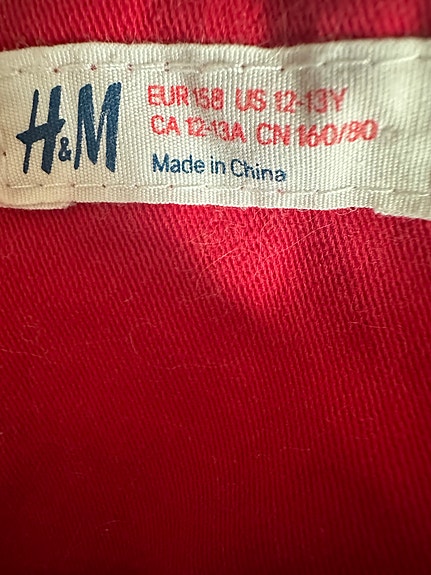 H&M
EUR 158 US 12-13Y
CA 12-13A CN 160/80
Made in China